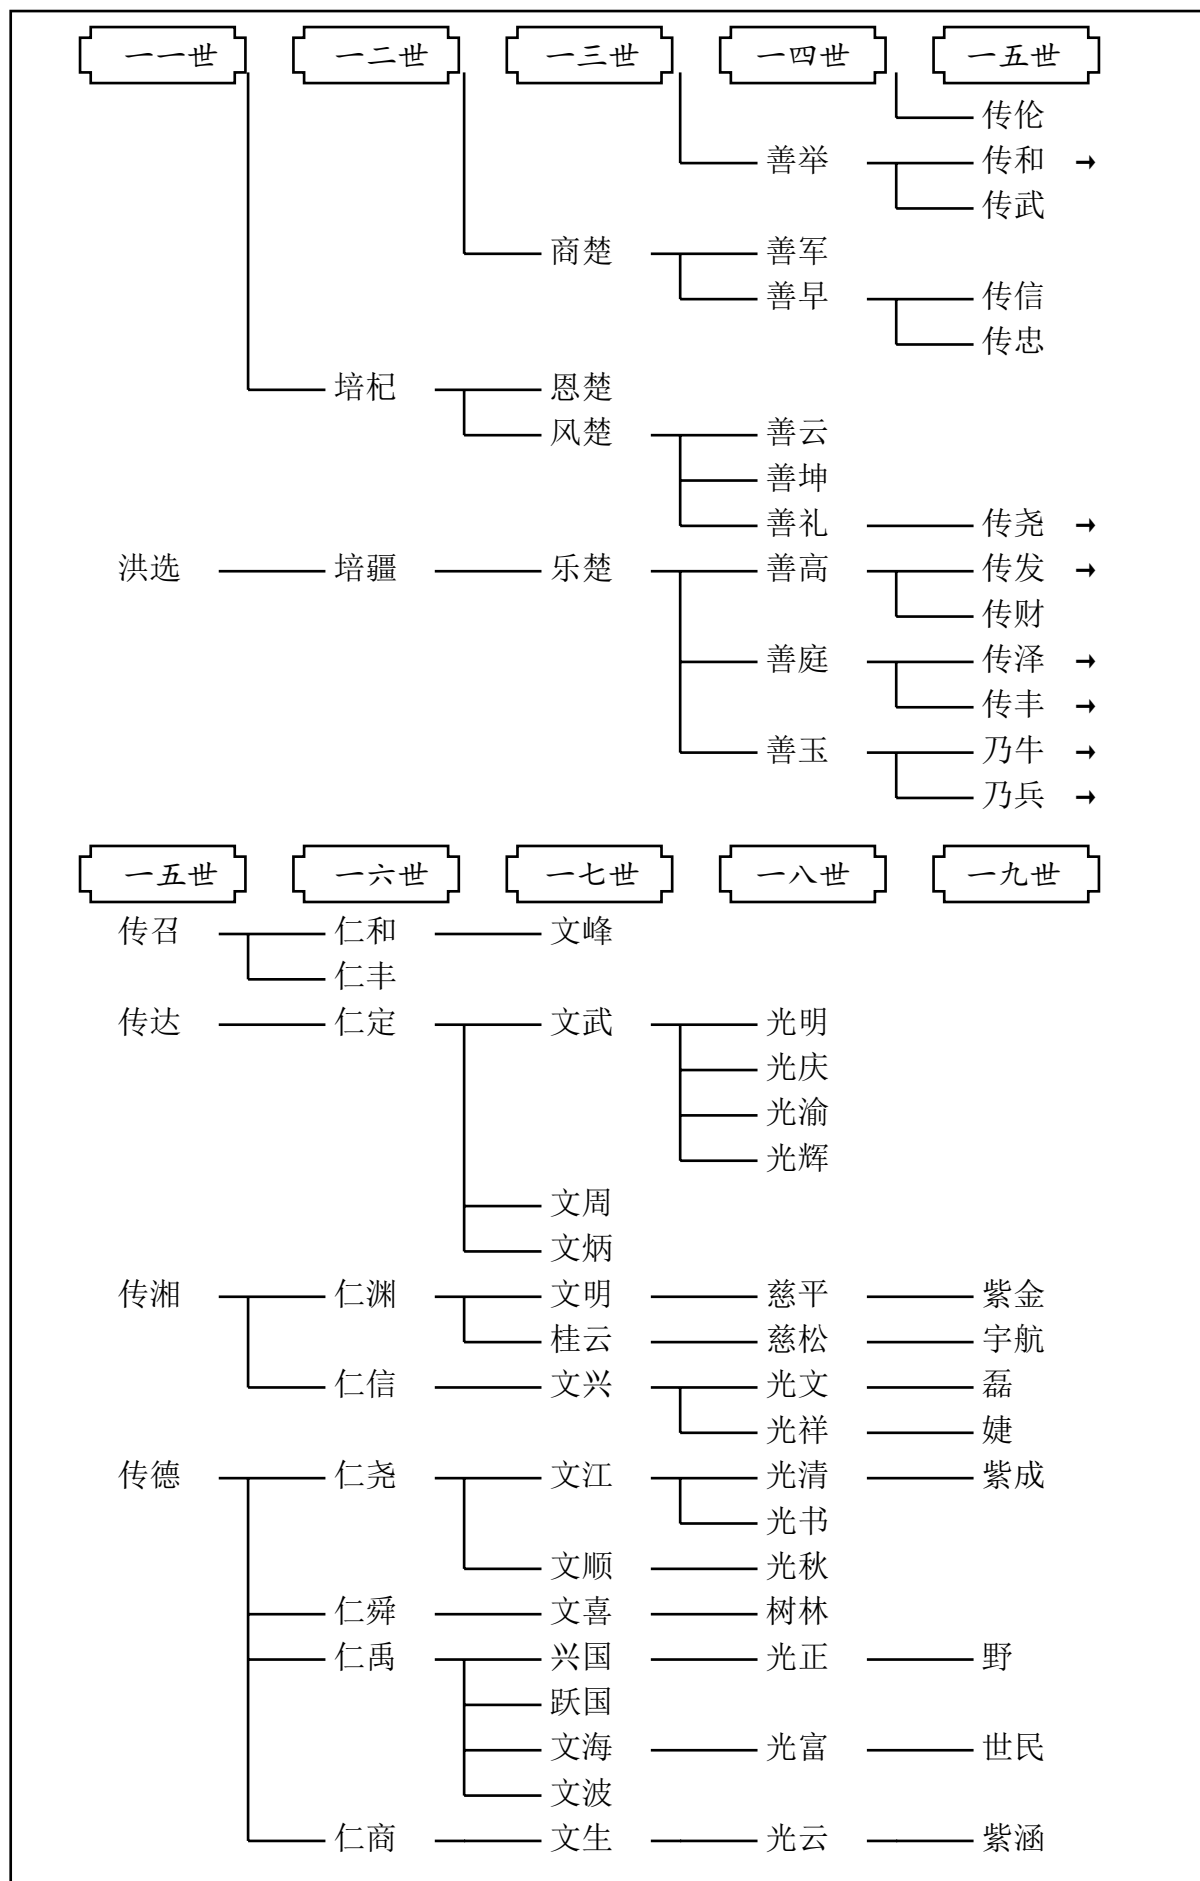 一一世 一二世 一三世 一四世 一五世
传伦
善举 传和 →
传武
商楚 善军
善早 传信
传忠
培杞 恩楚
风楚 善云
善坤
善礼 传尧 →
洪选 培疆 乐楚 善高 传发 →
传财
善庭 传泽 →
传丰 →
善玉 乃牛 →
乃兵 →
一五世 一六世 一七世 一八世 一九世
传召 仁和 文峰
仁丰
传达 仁定 文武 光明
光庆
光渝
光辉
文周
文炳
传湘 仁渊 文明 慈平 紫金
桂云 慈松 宇航
仁信 文兴 光文 磊
光祥 婕
传德 仁尧 文江 光清 紫成
光书
文顺 光秋
仁舜 文喜 树林
仁禹 兴国 光正 野
跃国
文海 光富 世民
文波
仁商 文生 光云 紫涵